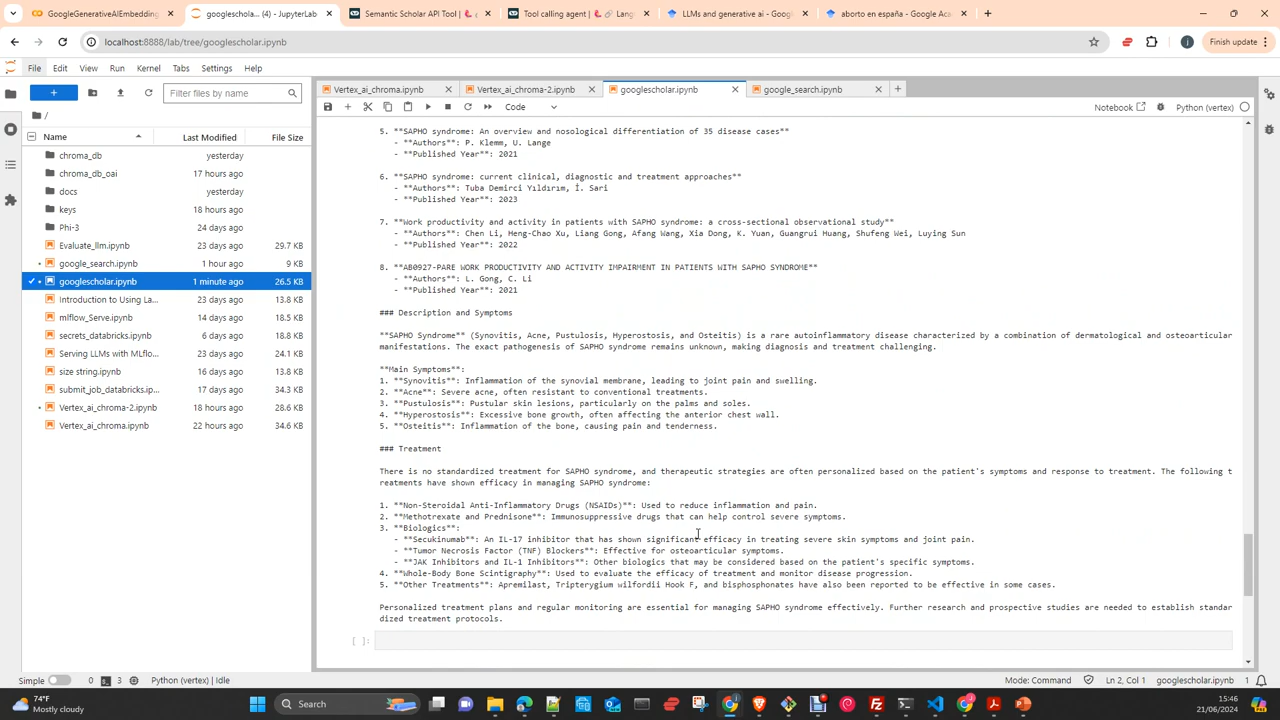 GoogleGenerativeAIEmbedding
googleschola... (4) - JupyterLab
Semantic Scholar API Tool |
Tool calling agent | Lang
LLMs and generative ai - Goo
aborto en españa - Google Aca
localhost:8888/lab/tree/googlescholar.ipynb
Finish update
File Edit View Run Kernel Tabs Settings Help
Filter files by name
/
Name Last Modified File Size
chroma_db yesterday
chroma_db_oai 17 hours ago
docs yesterday
keys 18 hours ago
Phi-3 24 days ago
Evaluate_llm.ipynb 23 days ago 29.7 KB
google_search.ipynb 1 hour ago 9 KB
googlescholar.ipynb 1 minute ago 26.5 KB
Introduction to Using La... 23 days ago 13.8 KB
mlflow_Serve.ipynb 14 days ago 18.5 KB
secrets_databricks.ipynb 6 days ago 18.8 KB
Serving LLMs with MLflo... 23 days ago 24.1 KB
size string.ipynb 16 days ago 13.8 KB
submit_job_databricks.ip... 17 days ago 34.3 KB
Vertex_ai_chroma-2.ipynb 18 hours ago 28.6 KB
Vertex_ai_chroma.ipynb 22 hours ago 34.6 KB
Vertex_ai_chroma.ipynb
Vertex_ai_chroma-2.ipynb
googlescholar.ipynb
google_search.ipynb
Code
Notebook
Python (vertex)
5. **SAPHO syndrome: An overview and nosological differentiation of 35 disease cases**
- **Authors**: P. Klemm, U. Lange
- **Published Year**: 2021
6. **SAPHO syndrome: current clinical, diagnostic and treatment approaches**
- **Authors**: Tuba Demirci Yıldırım, İ. Sari
- **Published Year**: 2023
7. **Work productivity and activity in patients with SAPHO syndrome: a cross-sectional observational study**
- **Authors**: Chen Li, Heng-Chao Xu, Liang Gong, Afang Wang, Xia Dong, K. Yuan, Guangrui Huang, Shufeng Wei, Luying Sun
- **Published Year**: 2022
8. **AB0927-PARE WORK PRODUCTIVITY AND ACTIVITY IMPAIRMENT IN PATIENTS WITH SAPHO SYNDROME**
- **Authors**: L. Gong, C. Li
- **Published Year**: 2021
### Description and Symptoms
**SAPHO Syndrome** (Synovitis, Acne, Pustulosis, Hyperostosis, and Osteitis) is a rare autoinflammatory disease characterized by a combination of dermatological and osteoarticular
manifestations. The exact pathogenesis of SAPHO syndrome remains unknown, making diagnosis and treatment challenging.
**Main Symptoms**:
1. **Synovitis**: Inflammation of the synovial membrane, leading to joint pain and swelling.
2. **Acne**: Severe acne, often resistant to conventional treatments.
3. **Pustulosis**: Pustular skin lesions, particularly on the palms and soles.
4. **Hyperostosis**: Excessive bone growth, often affecting the anterior chest wall.
5. **Osteitis**: Inflammation of the bone, causing pain and tenderness.
### Treatment
There is no standardized treatment for SAPHO syndrome, and therapeutic strategies are often personalized based on the patient's symptoms and response to treatment. The following t
reatments have shown efficacy in managing SAPHO syndrome:
1. **Non-Steroidal Anti-Inflammatory Drugs (NSAIDs)**: Used to reduce inflammation and pain.
2. **Methotrexate and Prednisone**: Immunosuppressive drugs that can help control severe symptoms.
3. **Biologics**:
- **Secukinumab**: An IL-17 inhibitor that has shown significant efficacy in treating severe skin symptoms and joint pain.
- **Tumor Necrosis Factor (TNF) Blockers**: Effective for osteoarticular symptoms.
- **JAK Inhibitors and IL-1 Inhibitors**: Other biologics that may be considered based on the patient's specific symptoms.
4. **Whole-Body Bone Scintigraphy**: Used to evaluate the efficacy of treatment and monitor disease progression.
5. **Other Treatments**: Apremilast, Tripterygium wilfordii Hook F, and bisphosphonates have also been reported to be effective in some cases.
Personalized treatment plans and regular monitoring are essential for managing SAPHO syndrome effectively. Further research and prospective studies are needed to establish standar
dized treatment protocols.
[ ]:
Simple 0 3 Python (vertex) | Idle
Mode: Command Ln 2, Col 1 googlescholar.ipynb 1
74°F
Mostly cloudy
Search
15:46
21/06/2024